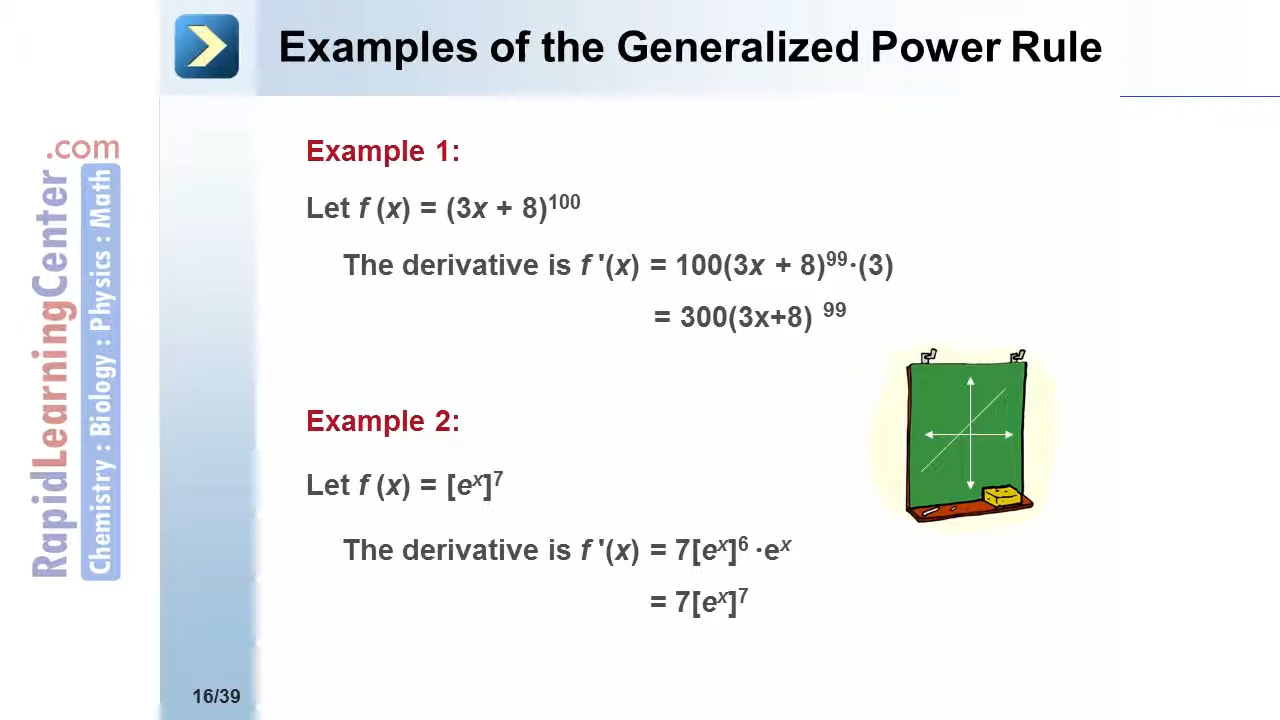 Examples of the Generalized Power Rule
RapidLearningCenter.com
Chemistry : Biology : Physics : Math
Example 1:
Let f (x) = (3x + 8)¹⁰⁰
The derivative is f '(x) = 100(3x + 8)⁹⁹·(3)
= 300(3x+8) ⁹⁹
Example 2:
Let f (x) = [eˣ]⁷
The derivative is f '(x) = 7[eˣ]⁶ ·eˣ
= 7[eˣ]⁷
16/39